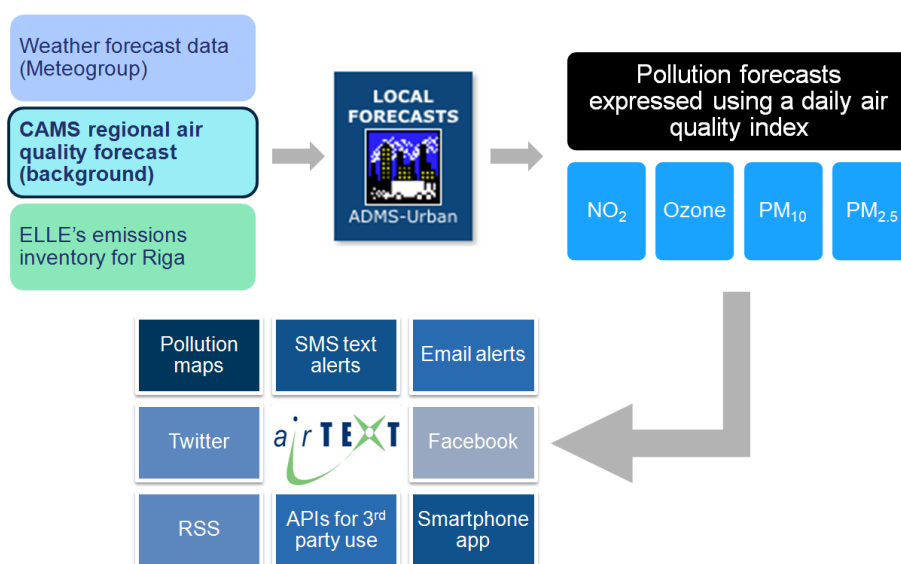 Weather forecast data
(Meteogroup)
CAMS regional air
quality forecast
(background)
ELLE's emissions
inventory for Riga
LOCAL
FORECASTS
ADMS-Urban
Pollution forecasts
expressed using a daily air
quality index
NO₂
Ozone
PM₁₀
PM₂.₅
Pollution
maps
SMS text
alerts
Email alerts
Twitter
airTEXT
Facebook
RSS
APIs for 3ʳᵈ
party use
Smartphone
app